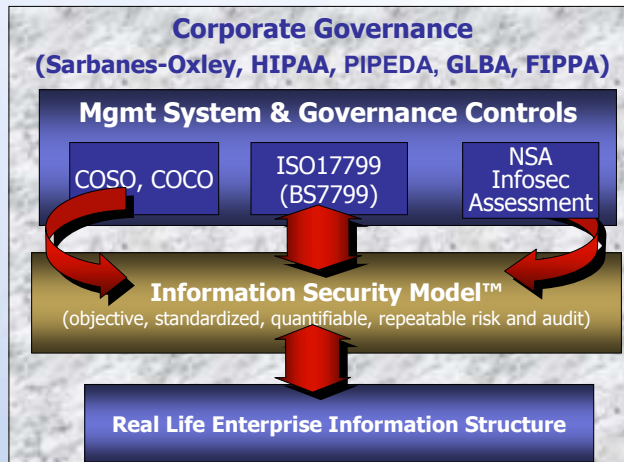 Corporate Governance
(Sarbanes-Oxley, HIPAA, PIPEDA, GLBA, FIPPA)
Mgmt System & Governance Controls
COSO, COCO
ISO17799
(BS7799)
NSA
Infosec
Assessment
Information Security Model™
(objective, standardized, quantifiable, repeatable risk and audit)
Real Life Enterprise Information Structure